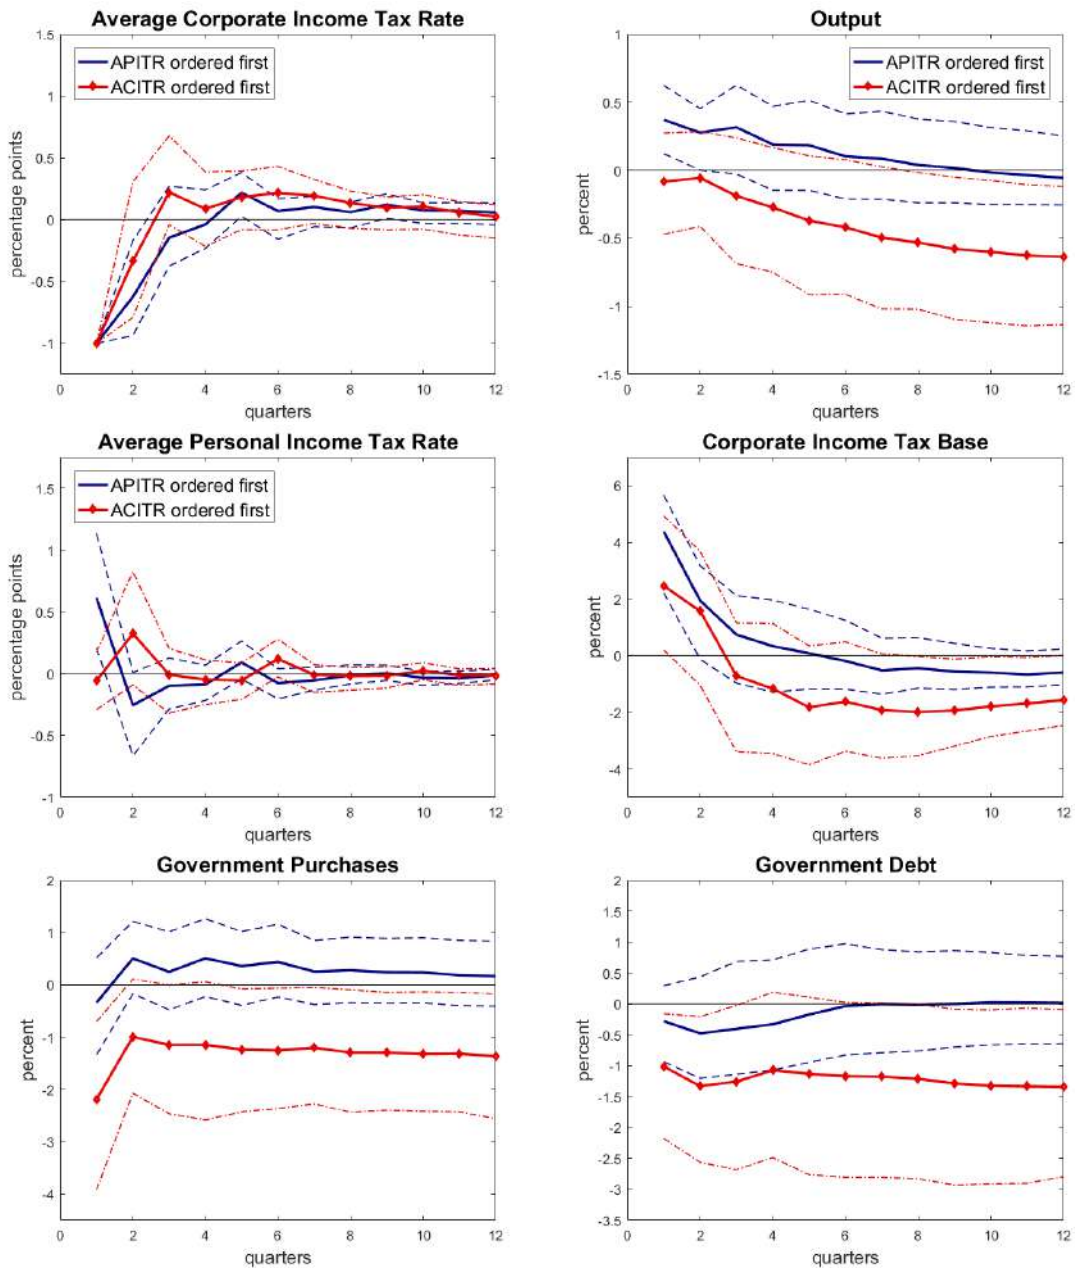 Average Corporate Income Tax Rate
1.5
1
0.5
0
-0.5
-1
percentage points
APITR ordered first
ACITR ordered first
0 2 4 6 8 10 12
quarters
Output
1
0.5
0
-0.5
-1
-1.5
percent
APITR ordered first
ACITR ordered first
0 2 4 6 8 10 12
quarters
Average Personal Income Tax Rate
1.5
1
0.5
0
-0.5
-1
percentage points
APITR ordered first
ACITR ordered first
0 2 4 6 8 10 12
quarters
Corporate Income Tax Base
6
4
2
0
-2
-4
percent
0 2 4 6 8 10 12
quarters
Government Purchases
2
1
0
-1
-2
-3
-4
percent
0 2 4 6 8 10 12
quarters
Government Debt
2
1.5
1
0.5
0
-0.5
-1
-1.5
-2
-2.5
-3
-3.5
percent
0 2 4 6 8 10 12
quarters